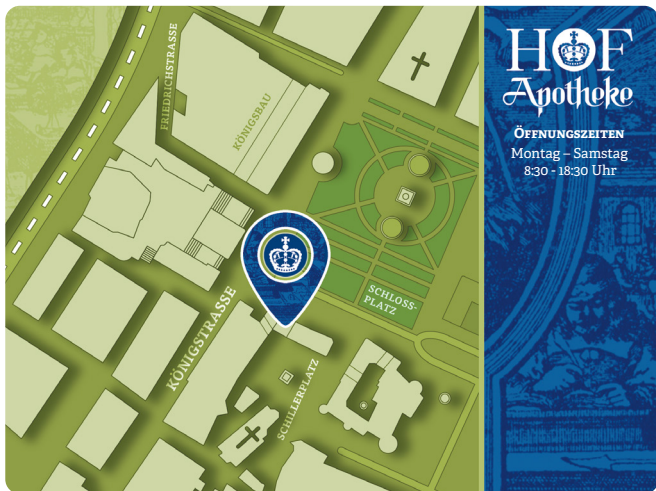 FRIEDRICHSTRASSE
KÖNIGSBAU
KÖNIGSTRASSE
SCHLOSS-
PLATZ
SCHILLERPLATZ
HOF
Apotheke
ÖFFNUNGSZEITEN
Montag – Samstag
8:30 - 18:30 Uhr